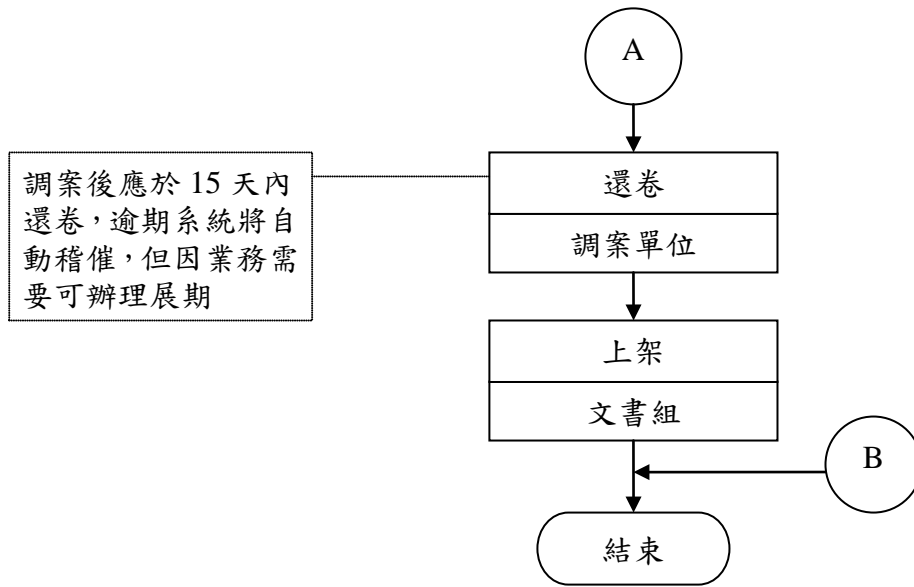 A
調案後應於 15 天內
還卷，逾期系統將自
動稽催，但因業務需
要可辦理展期
還卷
調案單位
上架
文書組
B
結束